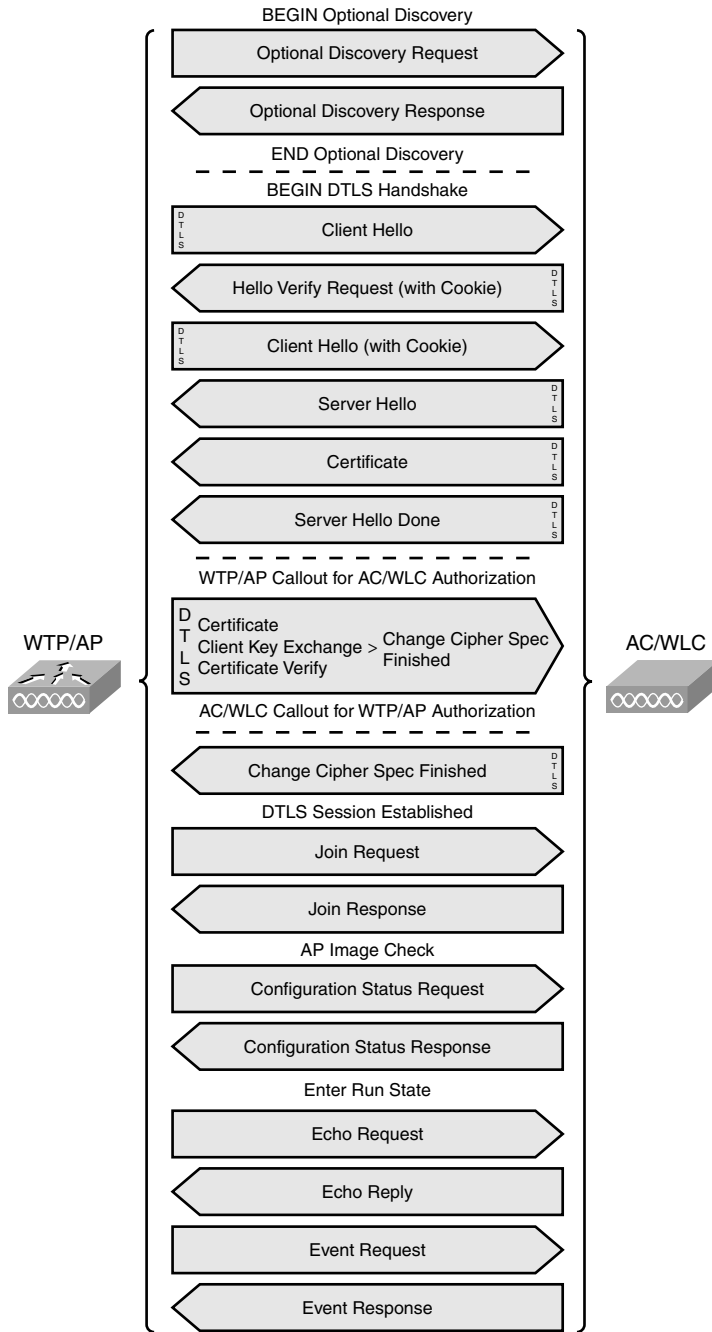 BEGIN Optional Discovery
Optional Discovery Request
Optional Discovery Response
END Optional Discovery
BEGIN DTLS Handshake
DTLS
Client Hello
Hello Verify Request (with Cookie)
DTLS
DTLS
Client Hello (with Cookie)
Server Hello
DTLS
Certificate
DTLS
Server Hello Done
DTLS
WTP/AP Callout for AC/WLC Authorization
WTP/AP
DTLS
Certificate
Client Key Exchange > Change Cipher Spec
Certificate Verify Finished
AC/WLC
AC/WLC Callout for WTP/AP Authorization
Change Cipher Spec Finished
DTLS
DTLS Session Established
Join Request
Join Response
AP Image Check
Configuration Status Request
Configuration Status Response
Enter Run State
Echo Request
Echo Reply
Event Request
Event Response